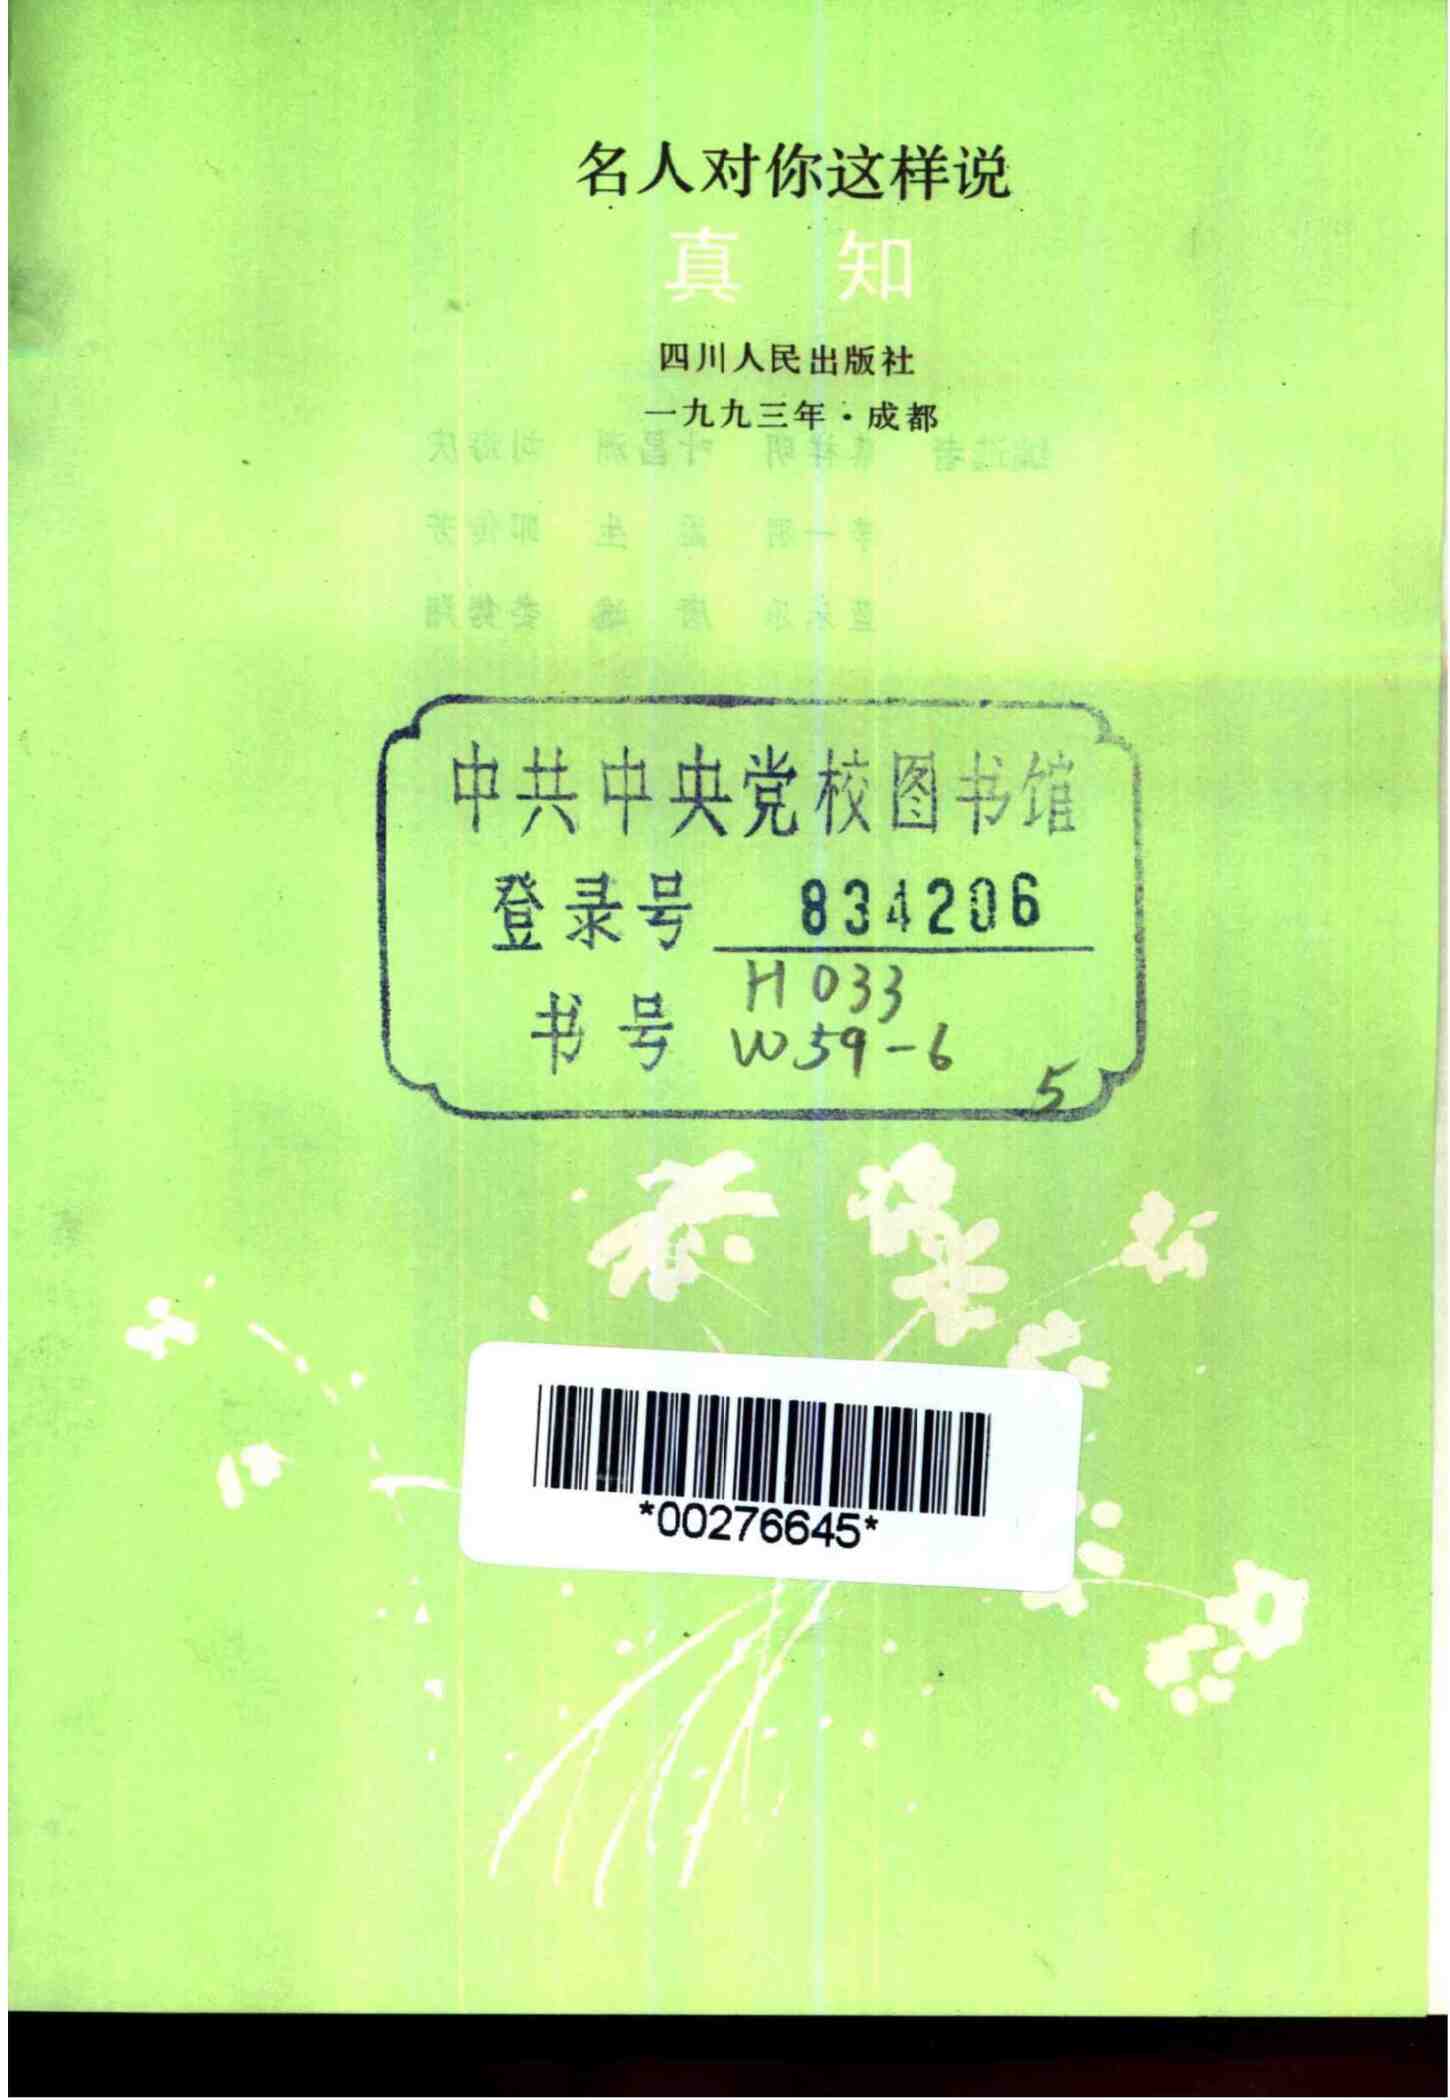 名人对你这样说
真 知
四川人民出版社
一九九三年·成都
中共中央党校图书馆
登录号 834206
书号 H033
W59-6
5
*00276645*